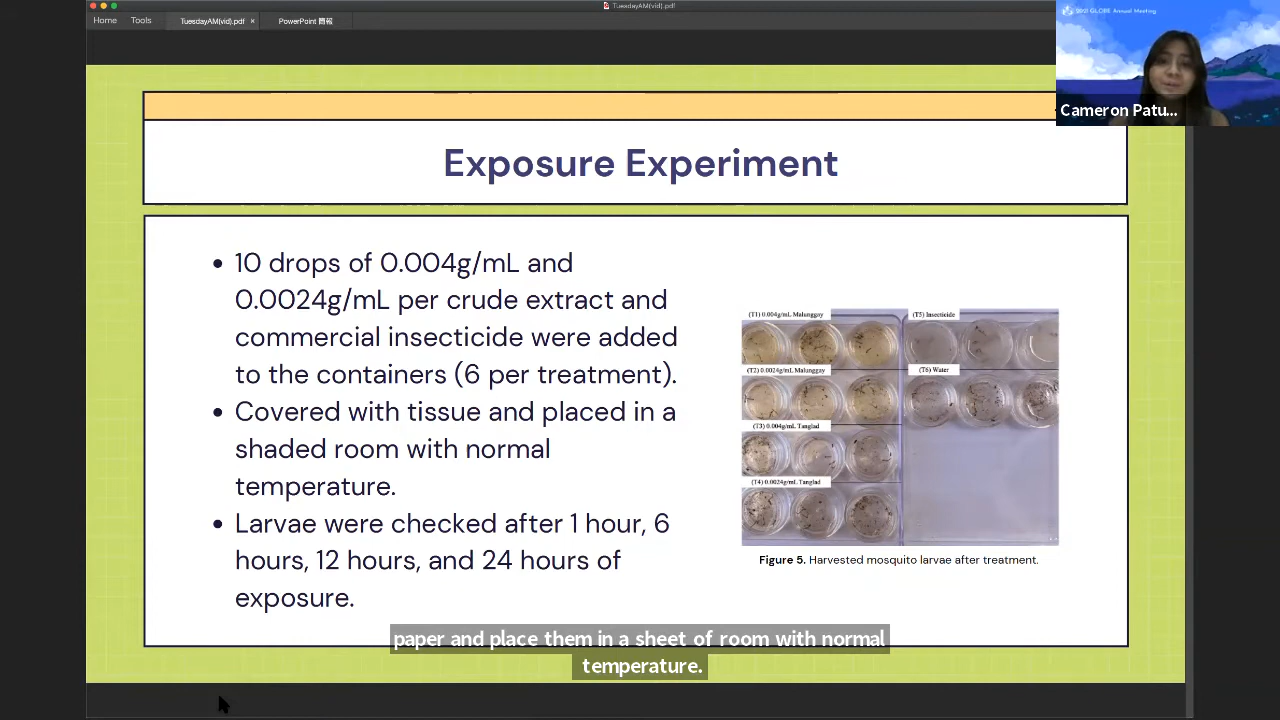 TuesdayAM(vid).pdf
Home Tools TuesdayAM(vid).pdf × PowerPoint 簡報
2021 GLOBE Annual Meeting
Cameron Patu...
Exposure Experiment
• 10 drops of 0.004g/mL and
0.0024g/mL per crude extract and
commercial insecticide were added
to the containers (6 per treatment).
• Covered with tissue and placed in a
shaded room with normal
temperature.
• Larvae were checked after 1 hour, 6
hours, 12 hours, and 24 hours of
exposure.
(T1) 0.004g/mL Malunggay
(T5) Insecticide
(T2) 0.0024g/mL Malunggay
(T6) Water
(T3) 0.004g/mL Tanglad
(T4) 0.0024g/mL Tanglad
Figure 5. Harvested mosquito larvae after treatment.
paper and place them in a sheet of room with normal
temperature.